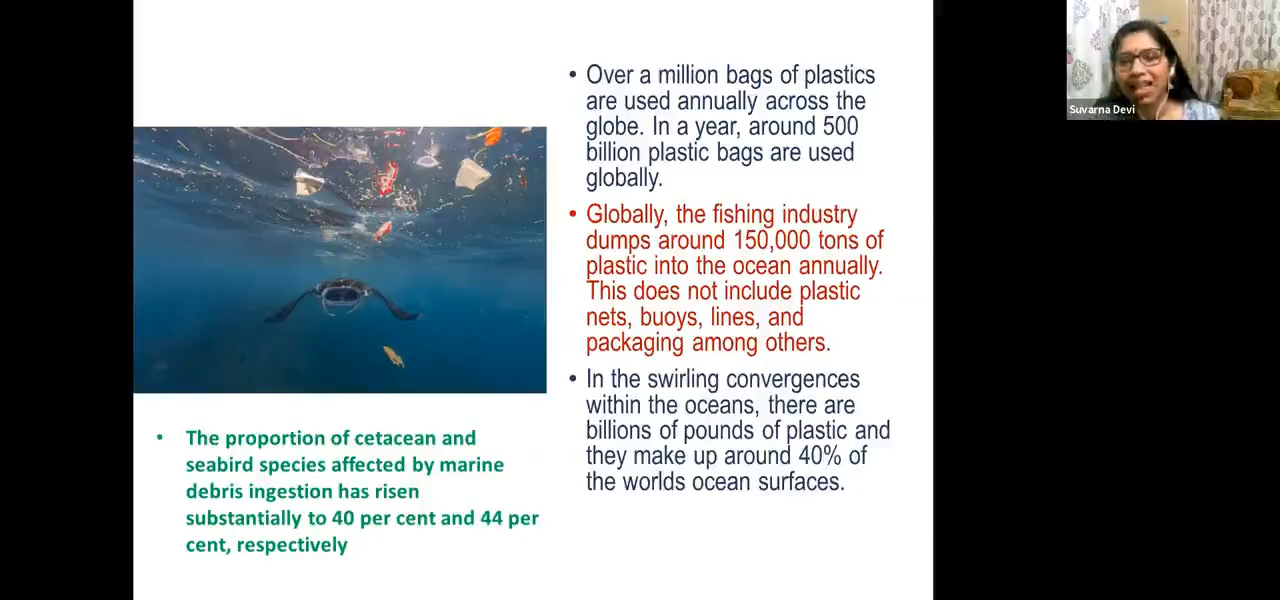 • Over a million bags of plastics
are used annually across the
globe. In a year, around 500
billion plastic bags are used
globally.
• Globally, the fishing industry
dumps around 150,000 tons of
plastic into the ocean annually.
This does not include plastic
nets, buoys, lines, and
packaging among others.
• In the swirling convergences
within the oceans, there are
billions of pounds of plastic and
they make up around 40% of
the worlds ocean surfaces.
• The proportion of cetacean and
seabird species affected by marine
debris ingestion has risen
substantially to 40 per cent and 44 per
cent, respectively
Suvarna Devi